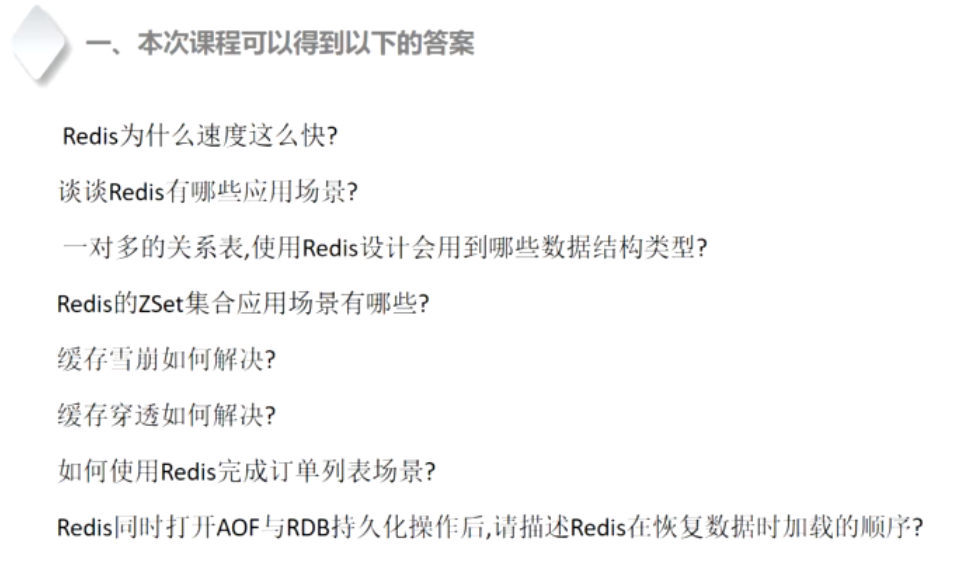 一、本次课程可以得到以下的答案
Redis为什么速度这么快?
谈谈Redis有哪些应用场景?
一对多的关系表,使用Redis设计会用到哪些数据结构类型?
Redis的ZSet集合应用场景有哪些?
缓存雪崩如何解决?
缓存穿透如何解决?
如何使用Redis完成订单列表场景?
Redis同时打开AOF与RDB持久化操作后,请描述Redis在恢复数据时加载的顺序?